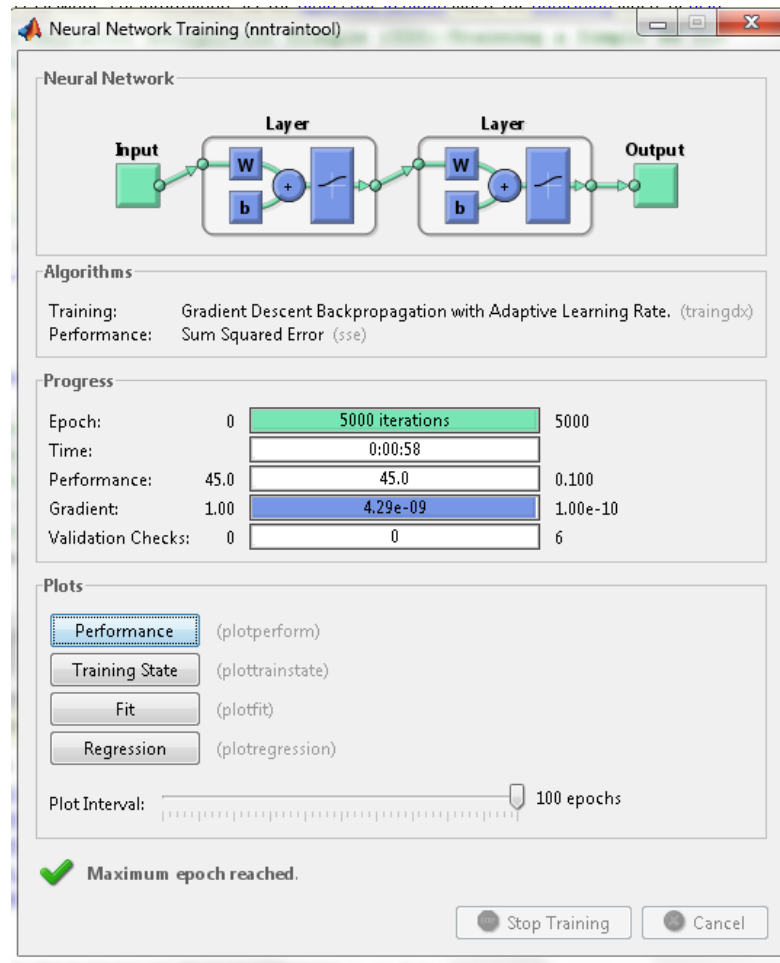 Neural Network Training (nntraintool)
Neural Network
Layer Layer
Input Output
W W
b b
+ +
Algorithms
Training: Gradient Descent Backpropagation with Adaptive Learning Rate. (traingdx)
Performance: Sum Squared Error (sse)
Progress
Epoch: 0 5000 iterations 5000
Time: 0:00:58
Performance: 45.0 45.0 0.100
Gradient: 1.00 4.29e-09 1.00e-10
Validation Checks: 0 0 6
Plots
Performance (plotperform)
Training State (plottrainstate)
Fit (plotfit)
Regression (plotregression)
Plot Interval: 100 epochs
Maximum epoch reached.
Stop Training Cancel